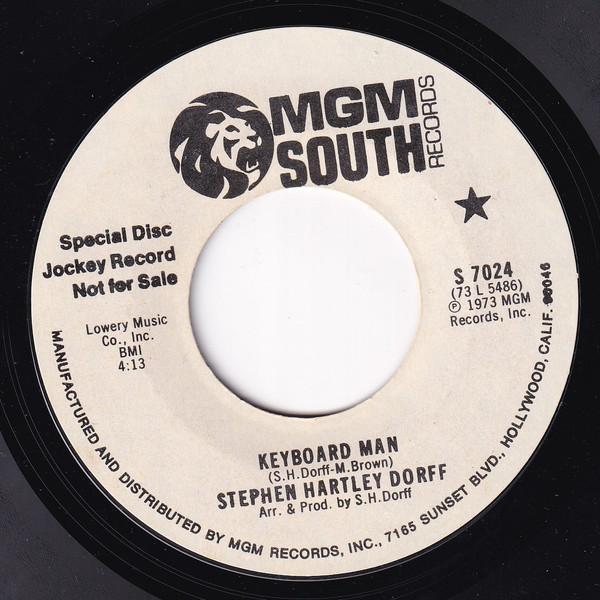 MGM
SOUTH
RECORDS
Special Disc
Jockey Record
Not for Sale
S 7024
(73 L 5486)
℗ 1973 MGM
Records, Inc.
Lowery Music
Co., Inc.
BMI
4:13
KEYBOARD MAN
(S.H.Dorff-M.Brown)
STEPHEN HARTLEY DORFF
Arr. & Prod. by S.H.Dorff
MANUFACTURED AND DISTRIBUTED BY MGM RECORDS, INC., 7165 SUNSET BLVD., HOLLYWOOD, CALIF. 90046